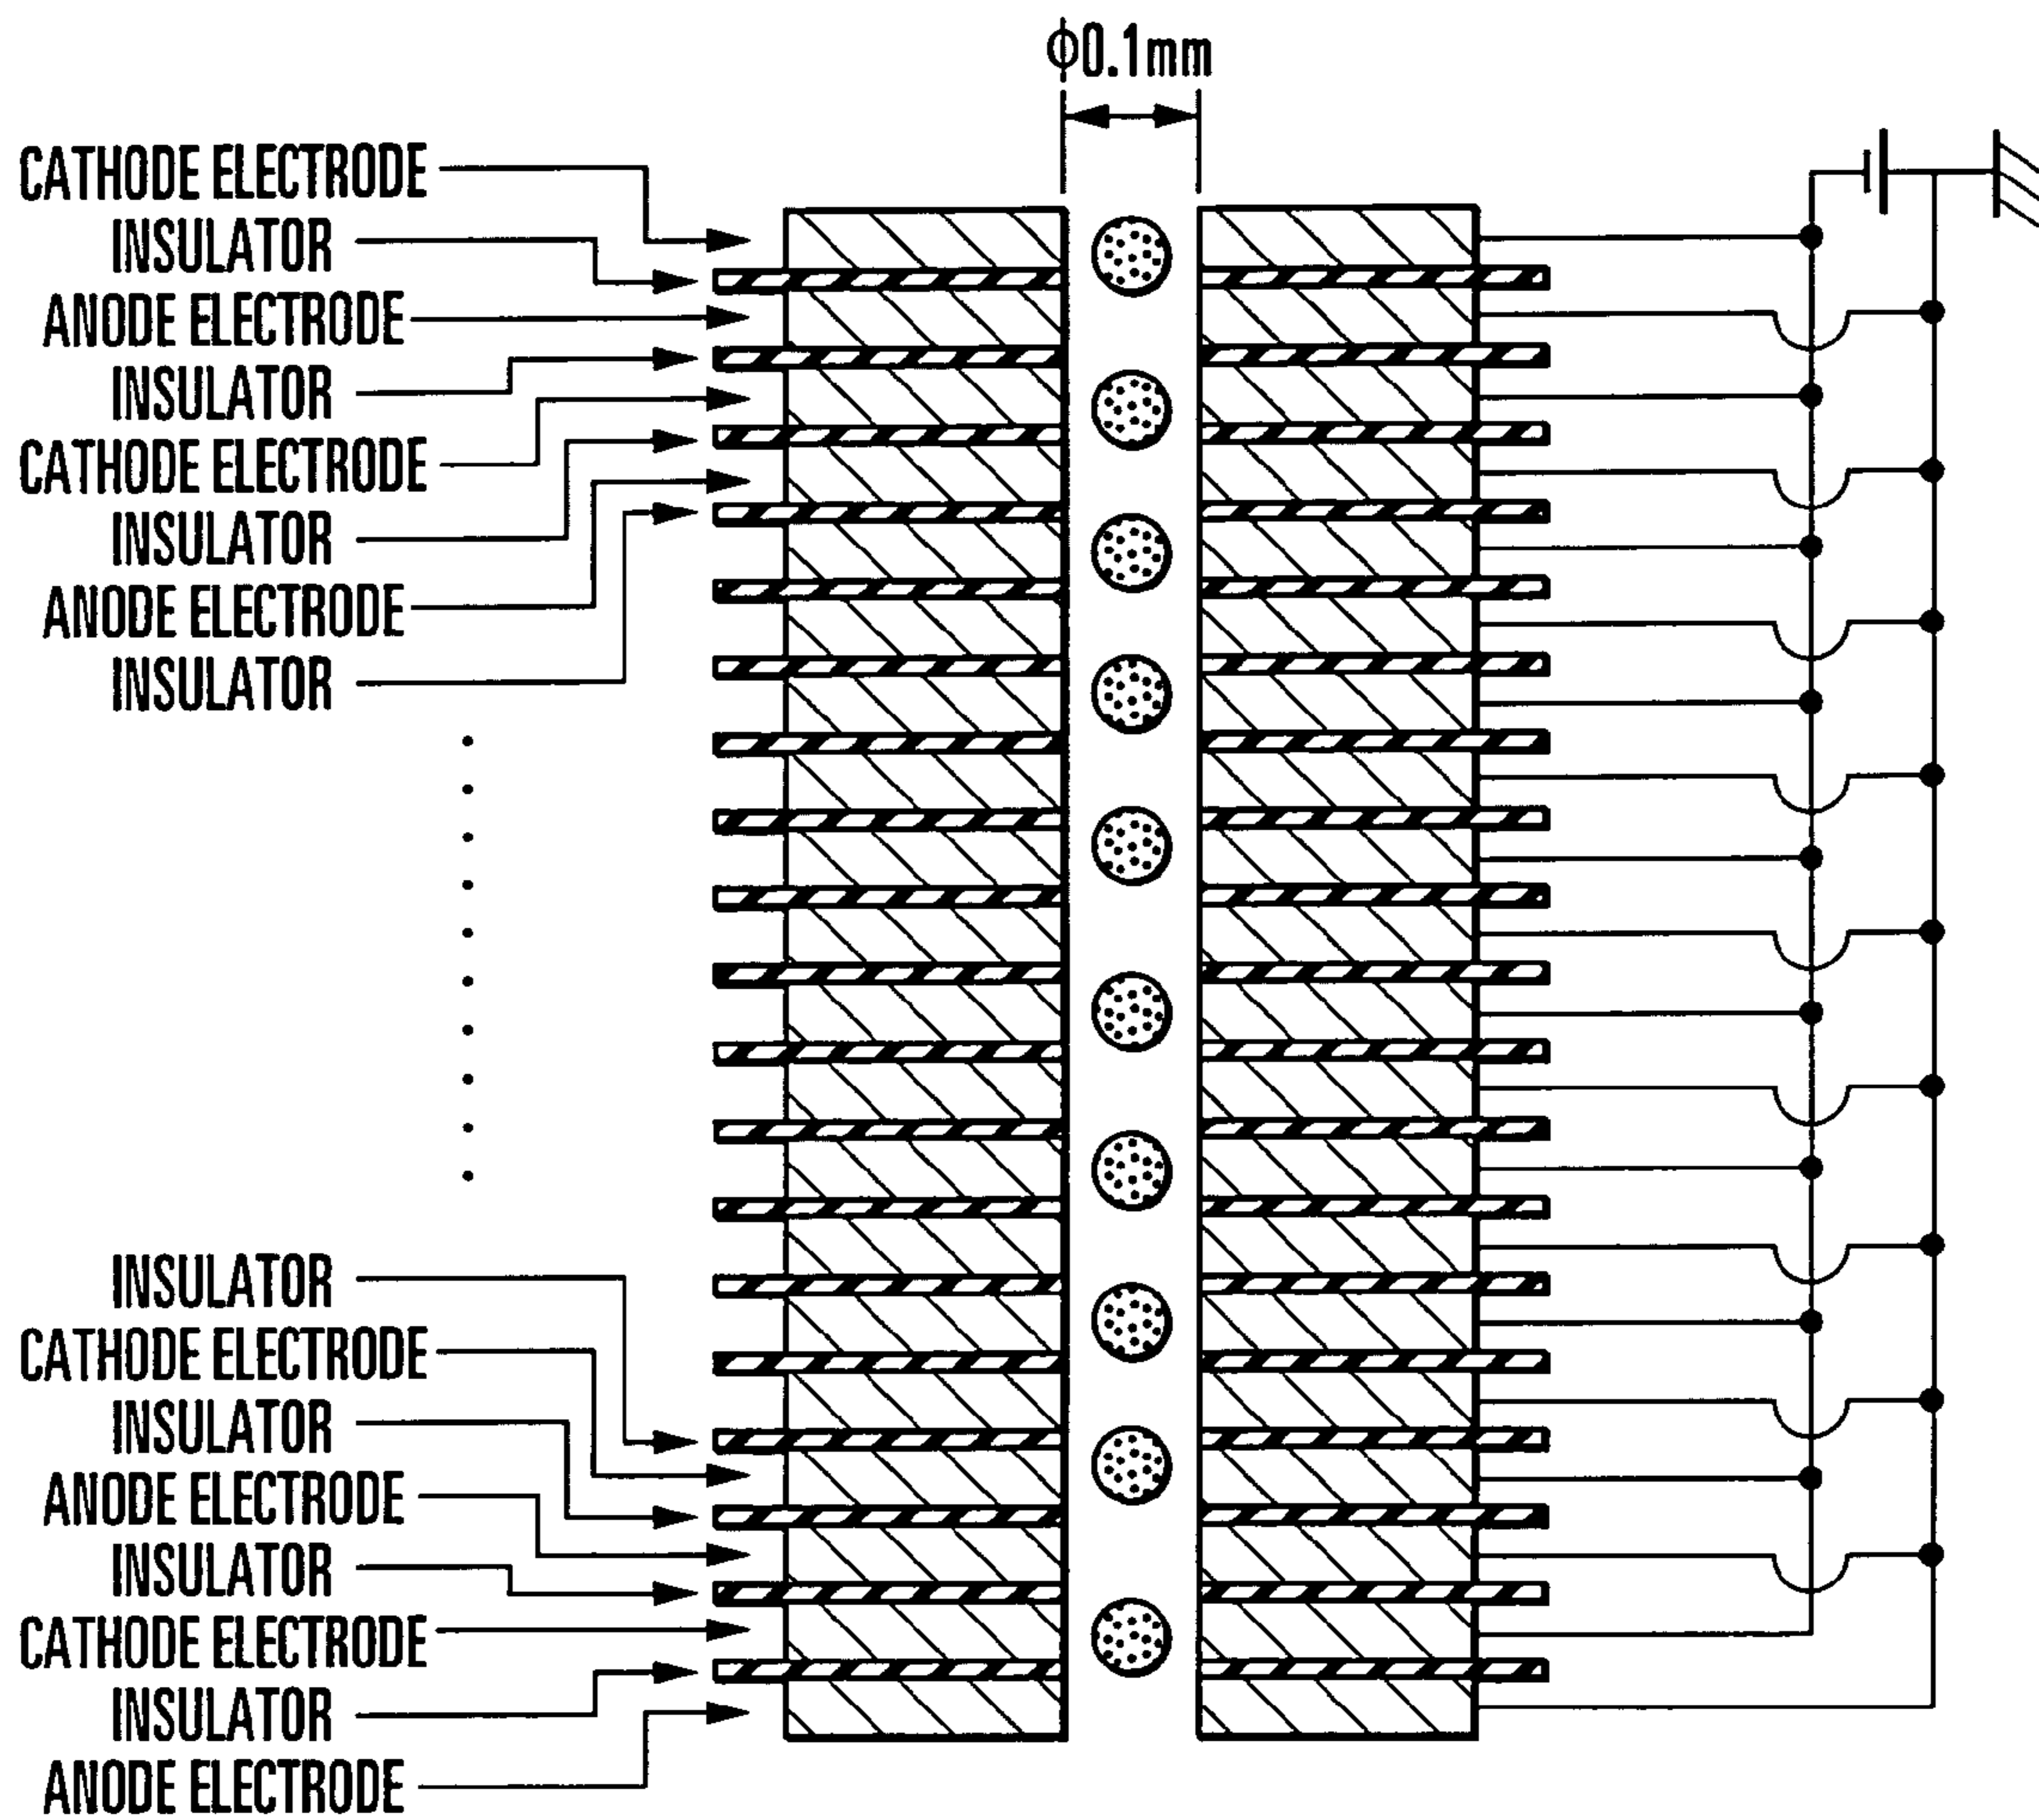 ϕ0.1mm
CATHODE ELECTRODE
INSULATOR
ANODE ELECTRODE
INSULATOR
CATHODE ELECTRODE
INSULATOR
ANODE ELECTRODE
INSULATOR
INSULATOR
CATHODE ELECTRODE
INSULATOR
ANODE ELECTRODE
INSULATOR
CATHODE ELECTRODE
INSULATOR
ANODE ELECTRODE